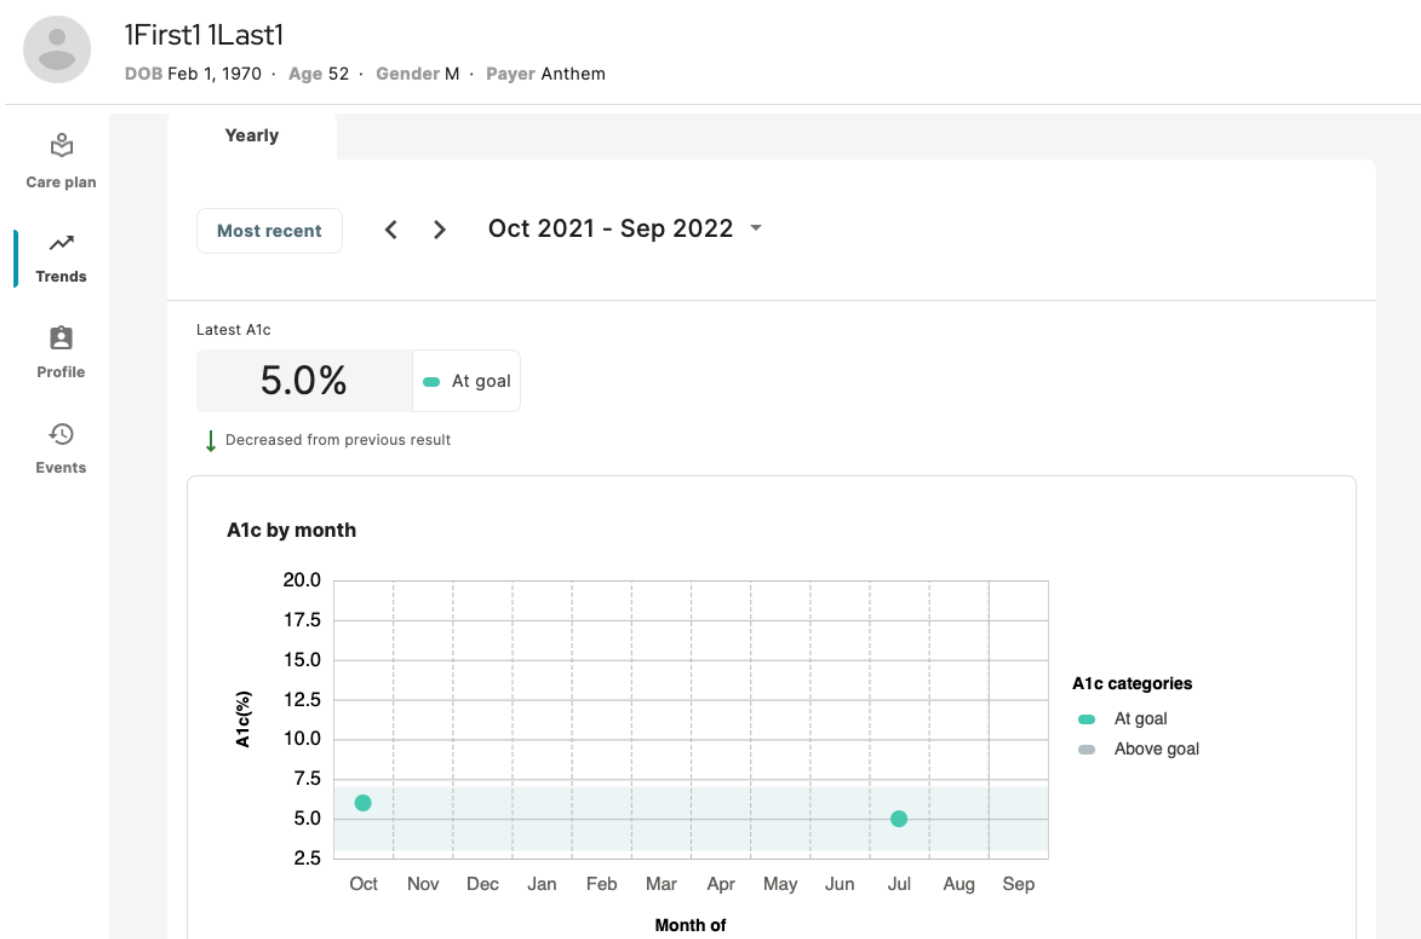 1First1 1Last1
DOB Feb 1, 1970 · Age 52 · Gender M · Payer Anthem
Care plan
Trends
Profile
Events
Yearly
Most recent
Oct 2021 - Sep 2022
Latest A1c
5.0%
At goal
Decreased from previous result
A1c by month
A1c(%)
20.0
17.5
15.0
12.5
10.0
7.5
5.0
2.5
Oct Nov Dec Jan Feb Mar Apr May Jun Jul Aug Sep
Month of
A1c categories
At goal
Above goal